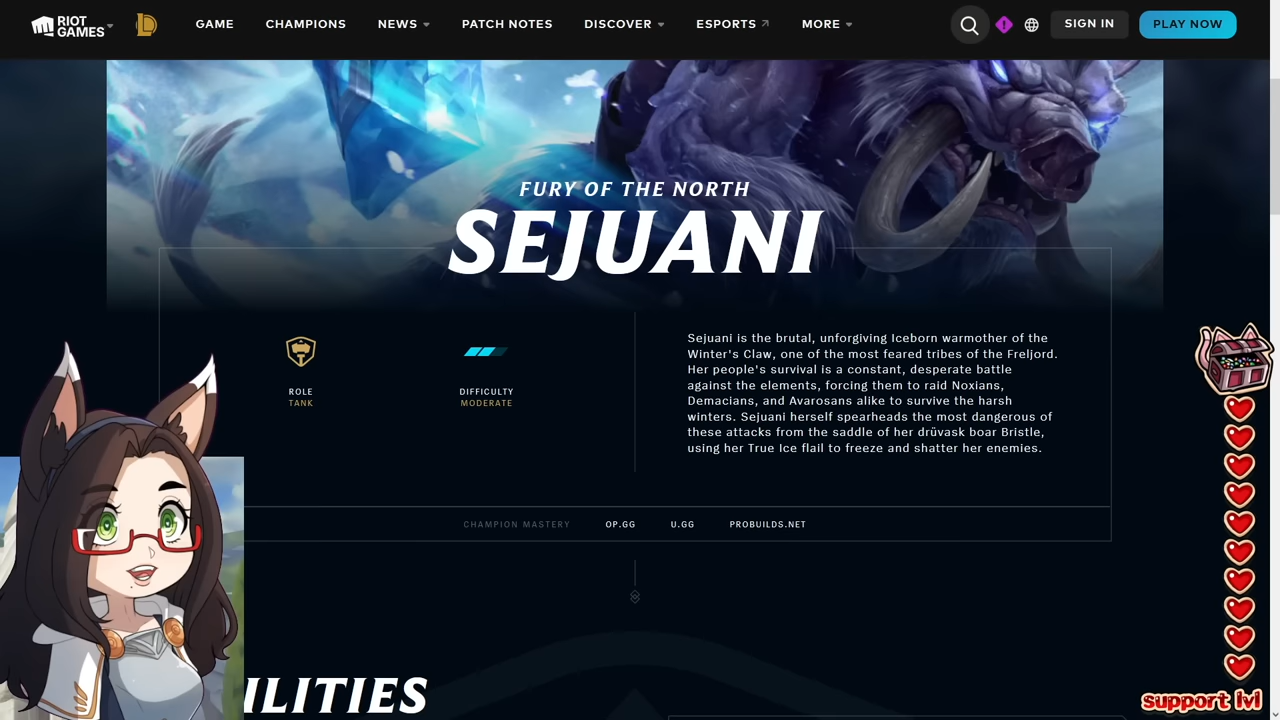 RIOT GAMES
GAME
CHAMPIONS
NEWS
PATCH NOTES
DISCOVER
ESPORTS
MORE
SIGN IN
PLAY NOW
FURY OF THE NORTH
SEJUANI
ROLE
TANK
DIFFICULTY
MODERATE
Sejuani is the brutal, unforgiving Iceborn warmother of the
Winter's Claw, one of the most feared tribes of the Freljord.
Her people's survival is a constant, desperate battle
against the elements, forcing them to raid Noxians,
Demacians, and Avarosans alike to survive the harsh
winters. Sejuani herself spearheads the most dangerous of
these attacks from the saddle of her drüvask boar Bristle,
using her True Ice flail to freeze and shatter her enemies.
CHAMPION MASTERY
OP.GG
U.GG
PROBUILDS.NET
ILITIES
support lvl